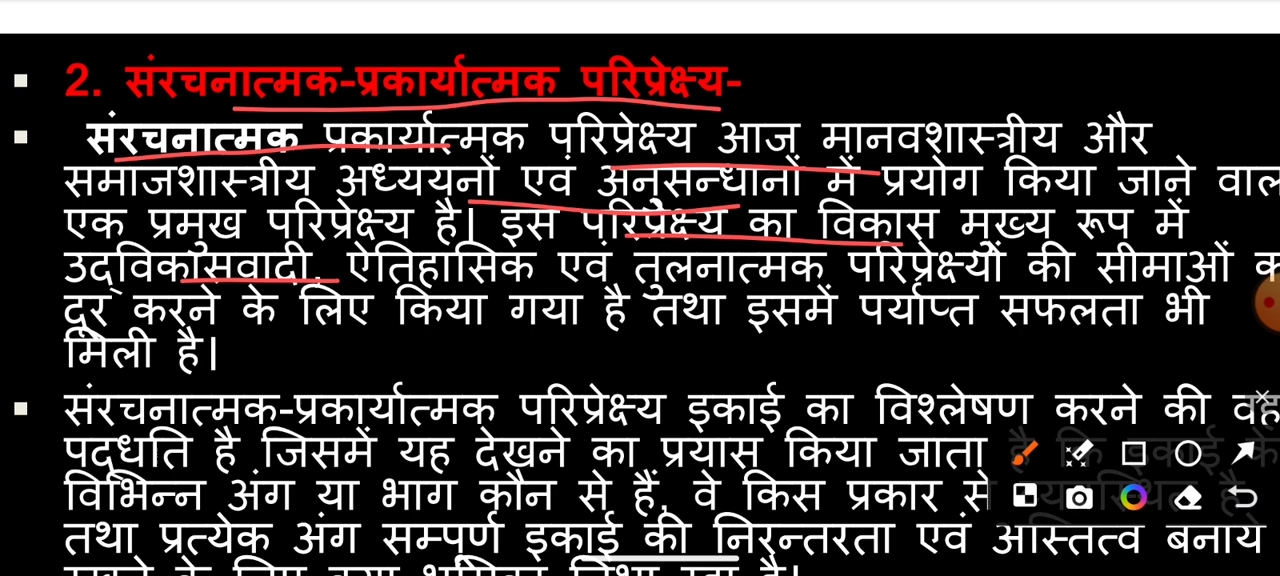 2. संरचनात्मक-प्रकार्यात्मक परिप्रेक्ष्य-
संरचनात्मक प्रकार्यात्मक परिप्रेक्ष्य आज मानवशास्त्रीय और
समाजशास्त्रीय अध्ययनों एवं अनुसन्धानों में प्रयोग किया जाने
एक प्रमुख परिप्रेक्ष्य है। इस परिप्रेक्ष्य का विकास मुख्य रूप में
उद्विकासवादी, ऐतिहासिक एवं तुलनात्मक परिप्रेक्ष्यों की सीमाओं
दूर करने के लिए किया गया है तथा इसमें पर्याप्त सफलता भी
मिली है।
संरचनात्मक-प्रकार्यात्मक परिप्रेक्ष्य इकाई का विश्लेषण करने की वह
पद्धति है जिसमें यह देखने का प्रयास किया जाता है कि
विभिन्न अंग या भाग कौन से हैं, वे किस प्रकार से
तथा प्रत्येक अंग सम्पूर्ण इकाई की निरन्तरता एवं अस्तित्व बनाये